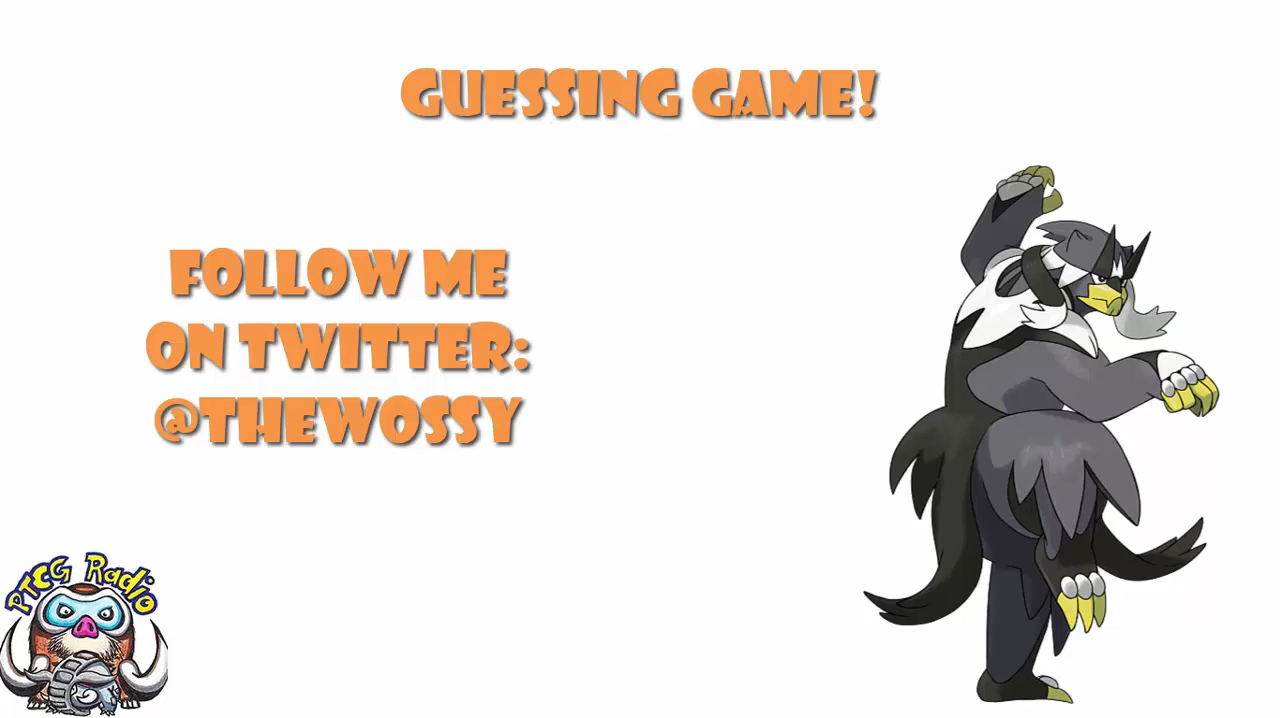 GUESSING GAME!
FOLLOW ME
ON TWITTER:
@THEWOSSY
PTCG Radio